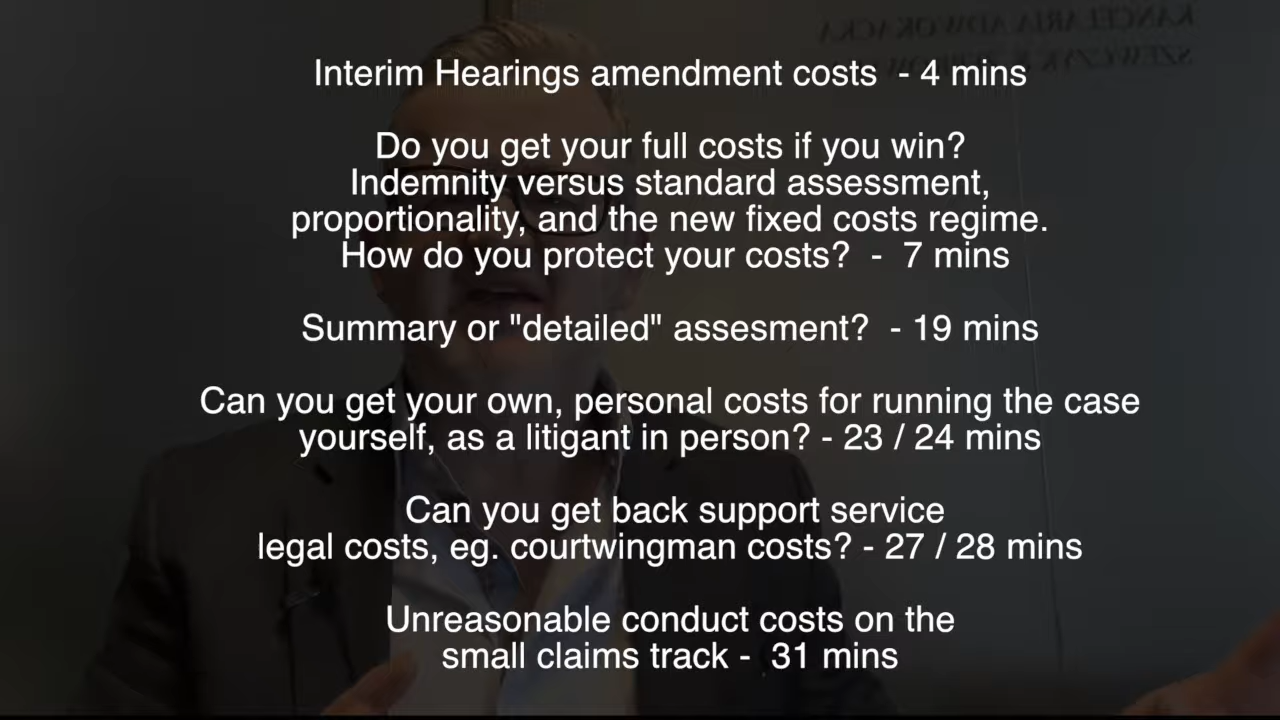 KANCELARIA ADWOKACKA
Interim Hearings amendment costs - 4 mins
Do you get your full costs if you win?
Indemnity versus standard assessment,
proportionality, and the new fixed costs regime.
How do you protect your costs? - 7 mins
Summary or "detailed" assesment? - 19 mins
Can you get your own, personal costs for running the case
yourself, as a litigant in person? - 23 / 24 mins
Can you get back support service
legal costs, eg. courtwingman costs? - 27 / 28 mins
Unreasonable conduct costs on the
small claims track - 31 mins